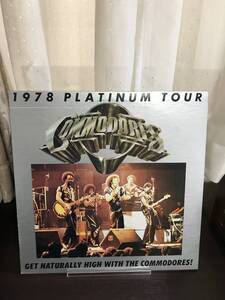 1978 PLATINUM TOUR
COMMODORES
GET NATURALLY HIGH WITH THE COMMODORES!